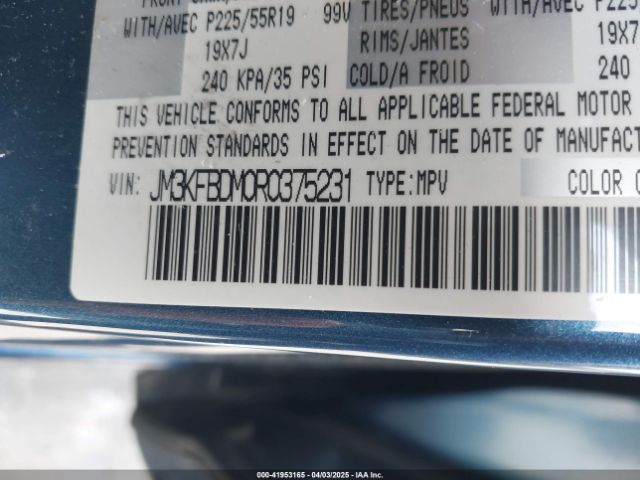 WITH/AVEC P225/55R19 99V TIRES/PNEUS WITH/AVEC
19X7J RIMS/JANTES 19X7
240 KPA/35 PSI COLD/A FROID 240
THIS VEHICLE CONFORMS TO ALL APPLICABLE FEDERAL MOTOR
PREVENTION STANDARDS IN EFFECT ON THE DATE OF MANUFACT
VIN: JM3KFBDM0R0375231 TYPE:MPV COLOR
000-41953165 - 04/03/2025 - IAA Inc.